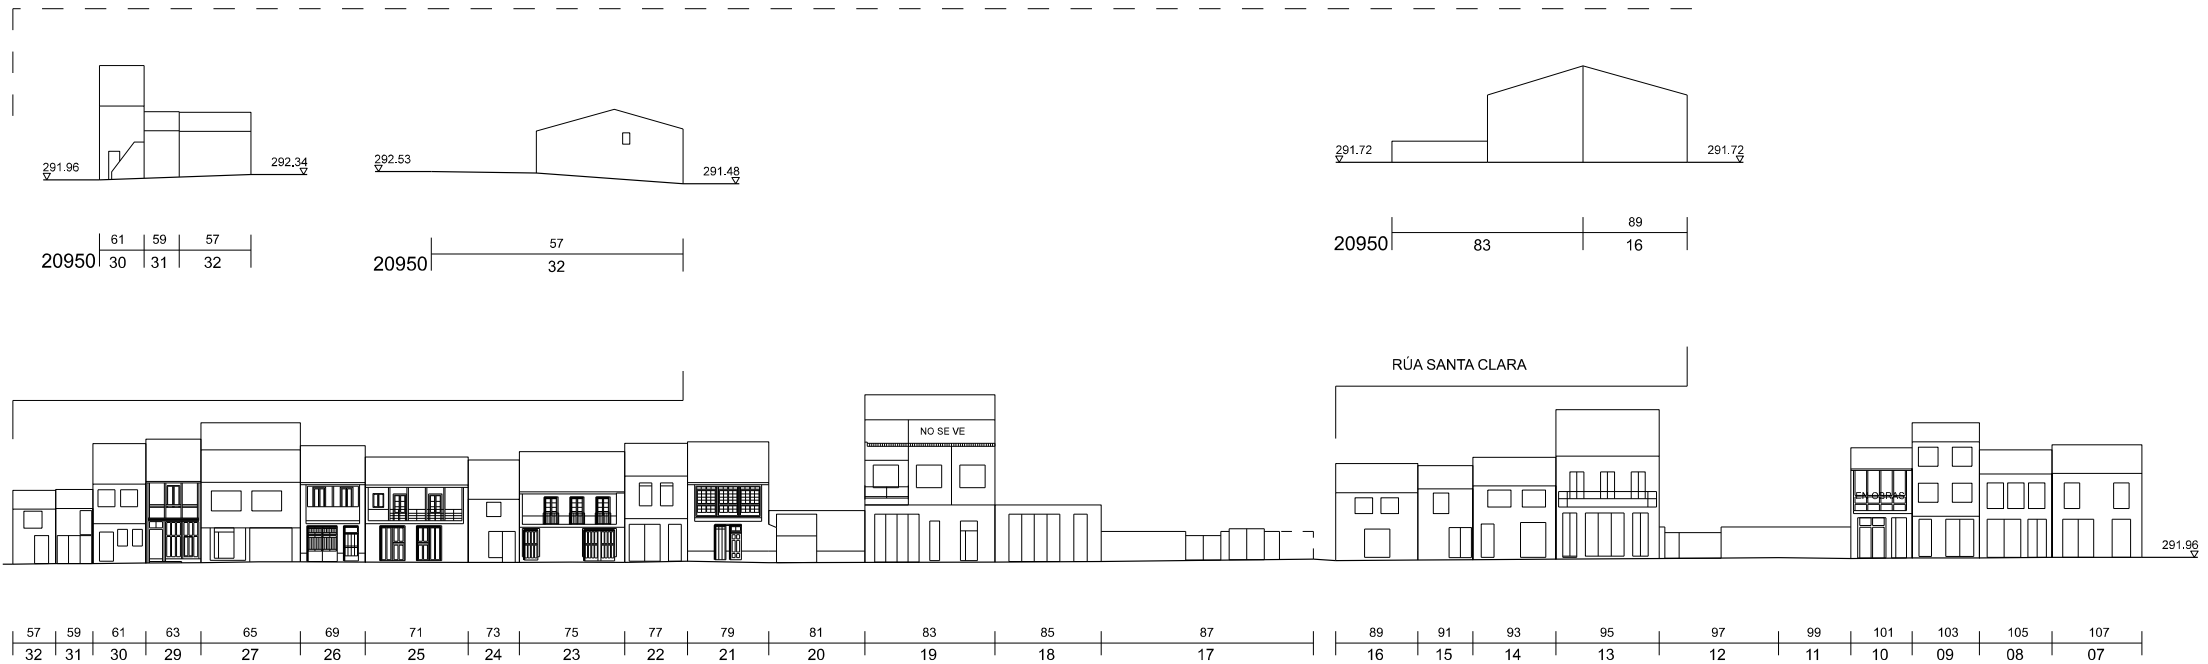 291.96 292.34 292.53 291.48 291.72 291.72
61 59 57 57 89
20950 30 31 32 20950 32 20950 83 16
RÚA SANTA CLARA
NO SE VE
EN OBRAS
291.96
57 59 61 63 65 69 71 73 75 77 79 81 83 85 87 89 91 93 95 97 99 101 103 105 107
32 31 30 29 27 26 25 24 23 22 21 20 19 18 17 16 15 14 13 12 11 10 09 08 07